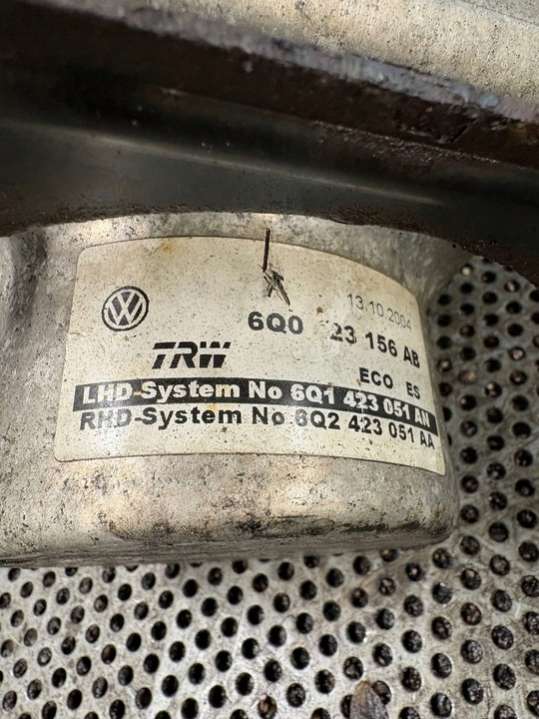 13.10.2004
6Q0 23 156 AB
TRW
ECO ES
LHD-System No 6Q1 423 051 AN
RHD-System No 6Q2 423 051 AA